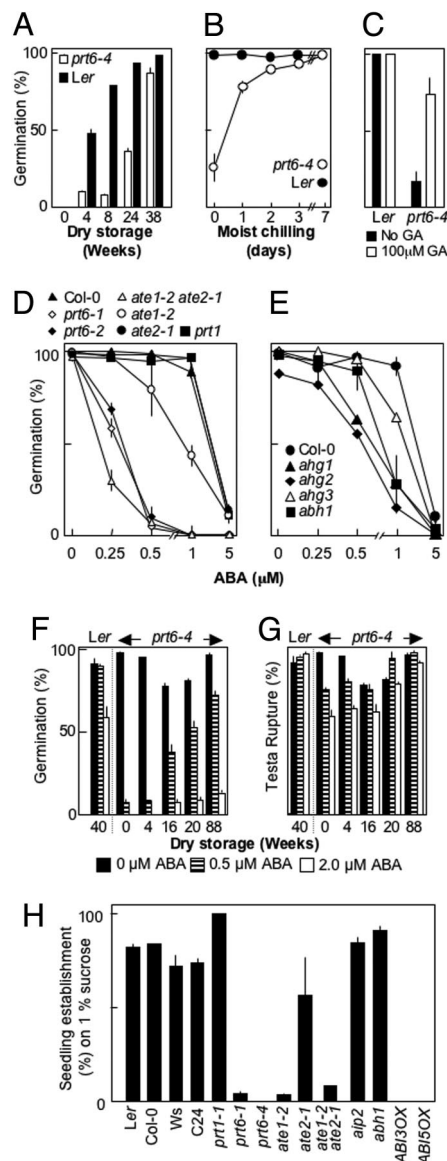 A
B
C
prt6-4
Ler
Germination (%)
100
50
0
0 4 8 24 38
Dry storage
(Weeks)
prt6-4
Ler
0 1 2 3 7
Moist chilling
(days)
Ler prt6-4
No GA
100μM GA
D
E
Col-0
prt6-1
prt6-2
ate1-2 ate2-1
ate1-2
ate2-1
prt1
Germination (%)
100
50
0
0 0.25 0.5 1 5
Col-0
ahg1
ahg2
ahg3
abh1
0 0.25 0.5 1 5
ABA (μM)
F
G
Ler prt6-4
Germination (%)
100
50
0
40 0 4 16 20 88
Ler prt6-4
Testa Rupture (%)
40 0 4 16 20 88
Dry storage (Weeks)
0 μM ABA 0.5 μM ABA 2.0 μM ABA
H
Seedling establishment
(%) on 1 % sucrose
100
50
0
Ler
Col-0
Ws
C24
prt1-1
prt6-1
prt6-4
ate1-2
ate2-1
ate1-2
ate2-1
aip2
abh1
ABI3OX
ABI5OX